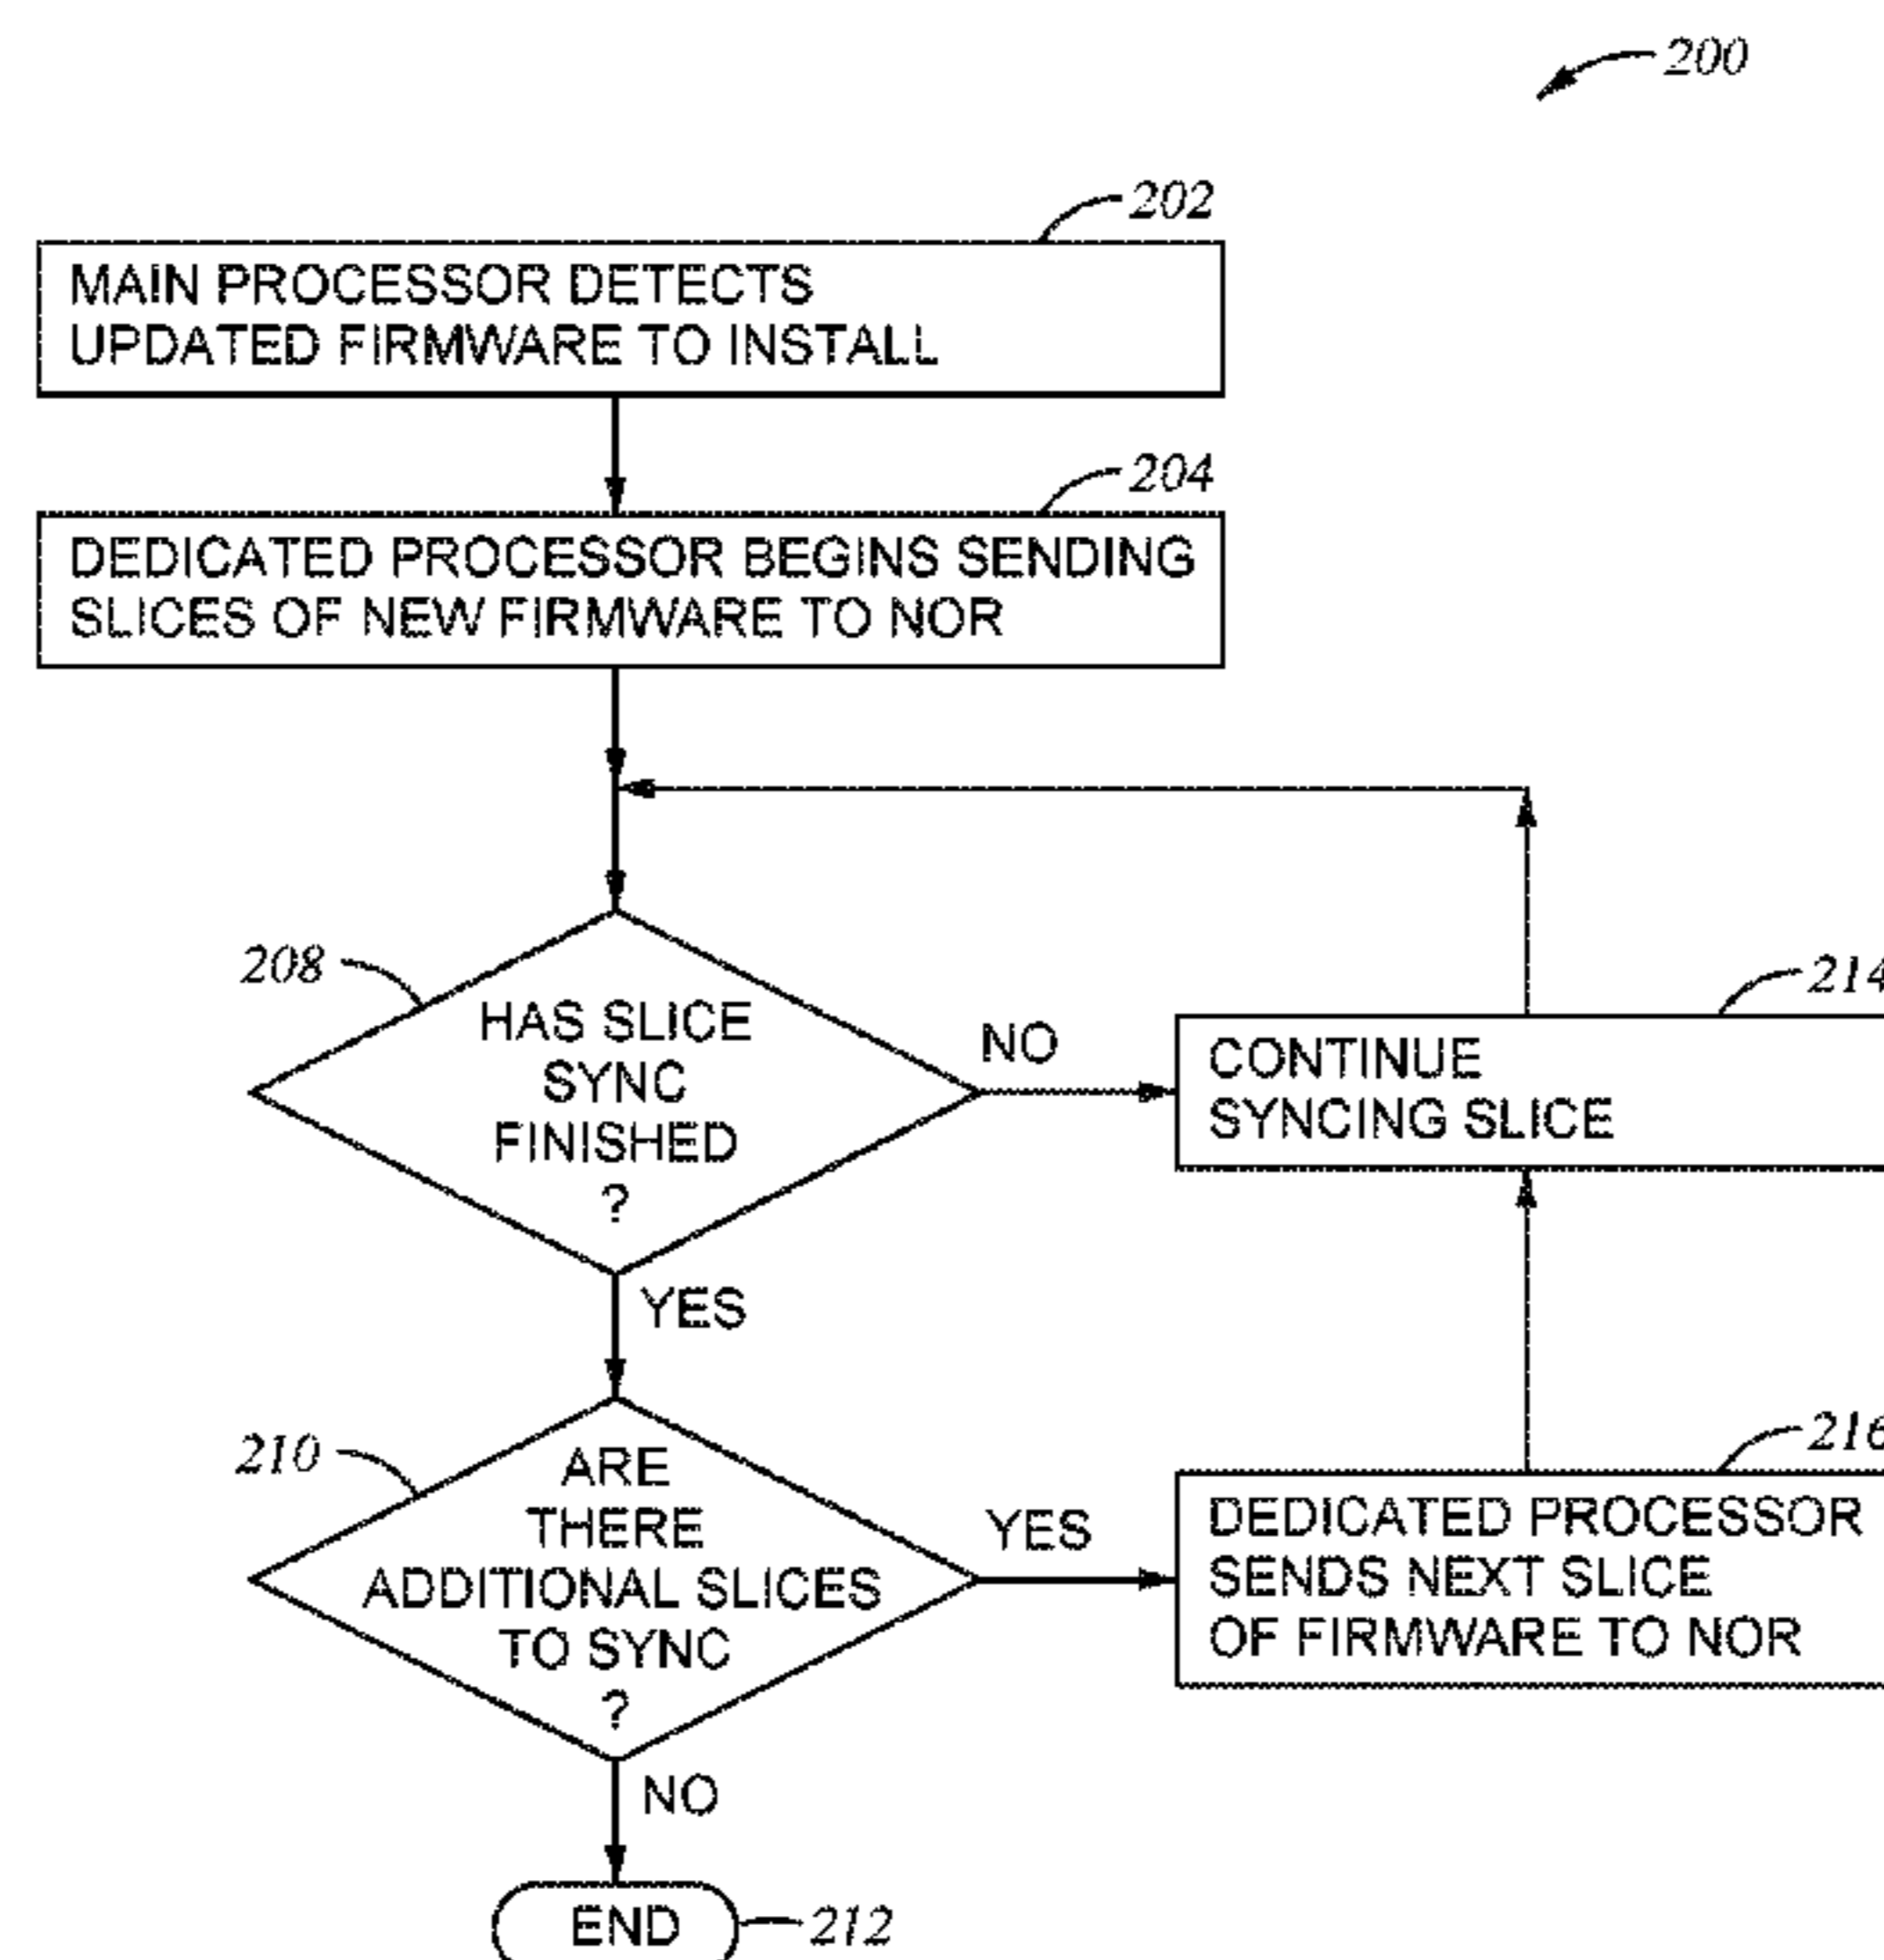 200
202
MAIN PROCESSOR DETECTS
UPDATED FIRMWARE TO INSTALL
204
DEDICATED PROCESSOR BEGINS SENDING
SLICES OF NEW FIRMWARE TO NOR
208
HAS SLICE
SYNC
FINISHED
?
NO
214
CONTINUE
SYNCING SLICE
YES
210
ARE
THERE
ADDITIONAL SLICES
TO SYNC
?
YES
216
DEDICATED PROCESSOR
SENDS NEXT SLICE
OF FIRMWARE TO NOR
NO
END
212